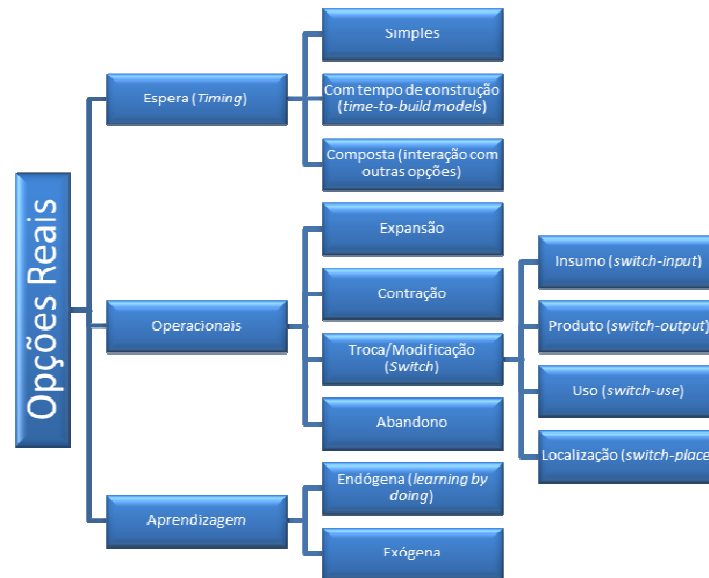 Opções Reais
Espera (Timing)
Simples
Com tempo de construção
(time-to-build models)
Composta (interação com
outras opções)
Operacionais
Expansão
Contração
Troca/Modificação
(Switch)
Insumo (switch-input)
Produto (switch-output)
Uso (switch-use)
Localização (switch-place
Abandono
Aprendizagem
Endógena (learning by
doing)
Exógena